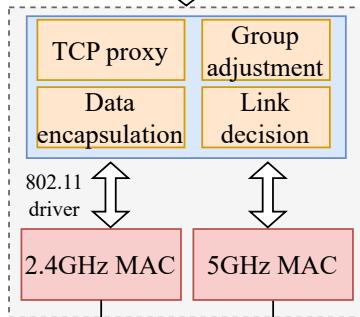 TCP proxy
Group
adjustment
Data
encapsulation
Link
decision
802.11
driver
2.4GHz MAC
5GHz MAC